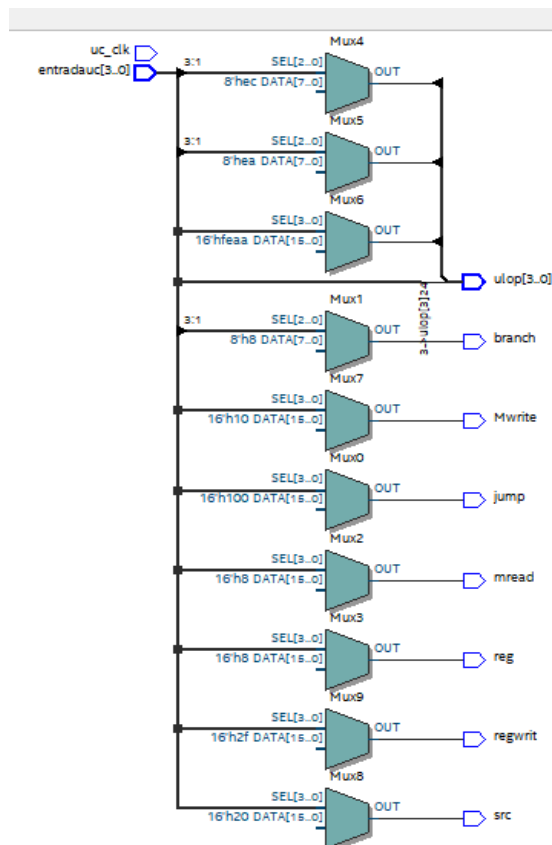 uc_clk
entradauc[3..0]
Mux4
3:1
SEL[2..0]
8'hec DATA[7..0]
OUT
Mux5
3:1
SEL[2..0]
8'hea DATA[7..0]
OUT
Mux6
SEL[3..0]
16'hfeaa DATA[15..0]
OUT
ulop[3..0]
3->ulop[3]24
Mux1
3:1
SEL[2..0]
8'h8 DATA[7..0]
OUT
branch
Mux7
SEL[3..0]
16'h10 DATA[15..0]
OUT
Mwrite
Mux0
SEL[3..0]
16'h100 DATA[15..0]
OUT
jump
Mux2
SEL[3..0]
16'h8 DATA[15..0]
OUT
mread
Mux3
SEL[3..0]
16'h8 DATA[15..0]
OUT
reg
Mux9
SEL[3..0]
16'h2f DATA[15..0]
OUT
regwrit
Mux8
SEL[3..0]
16'h20 DATA[15..0]
OUT
src